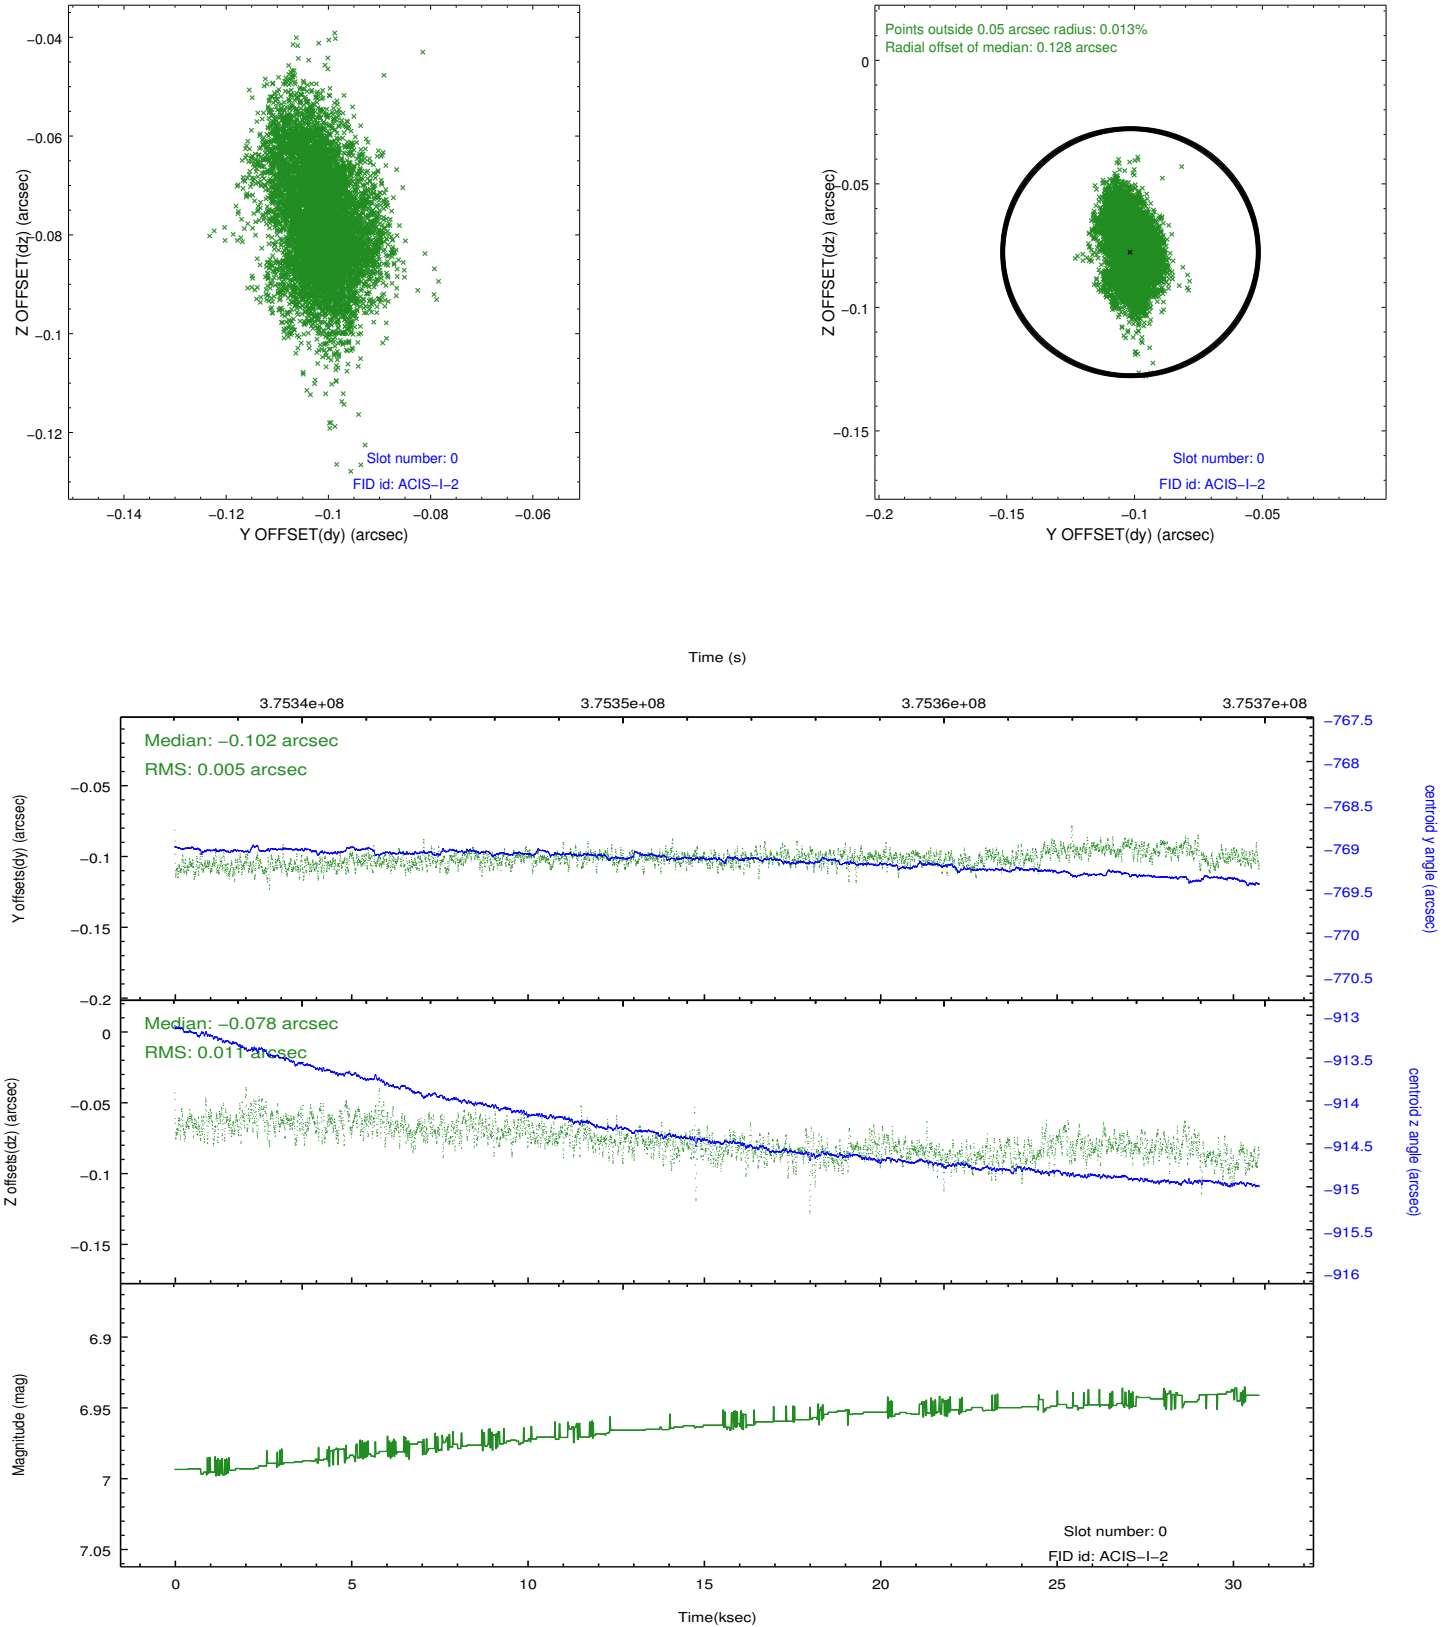 −0.04
−0.06
−0.08
−0.1
−0.12
Z OFFSET(dz) (arcsec)
Slot number: 0
FID id: ACIS−I−2
−0.14
−0.12
−0.1
−0.08
−0.06
Y OFFSET(dy) (arcsec)
Points outside 0.05 arcsec radius: 0.013%
Radial offset of median: 0.128 arcsec
0
−0.05
−0.1
−0.15
Z OFFSET(dz) (arcsec)
Slot number: 0
FID id: ACIS−I−2
−0.2
−0.15
−0.1
−0.05
Y OFFSET(dy) (arcsec)
Time (s)
3.7534e+08
3.7535e+08
3.7536e+08
3.7537e+08
Median: −0.102 arcsec
RMS: 0.005 arcsec
−0.05
−0.1
−0.15
−0.2
Y offsets(dy) (arcsec)
−767.5
−768
−768.5
−769
−769.5
−770
−770.5
centroid y angle (arcsec)
Median: −0.078 arcsec
RMS: 0.011 arcsec
0
−0.05
−0.1
−0.15
Z offsets(dz) (arcsec)
−913
−913.5
−914
−914.5
−915
−915.5
−916
centroid z angle (arcsec)
6.9
6.95
7
7.05
Magnitude (mag)
Slot number: 0
FID id: ACIS−I−2
0
5
10
15
20
25
30
Time(ksec)